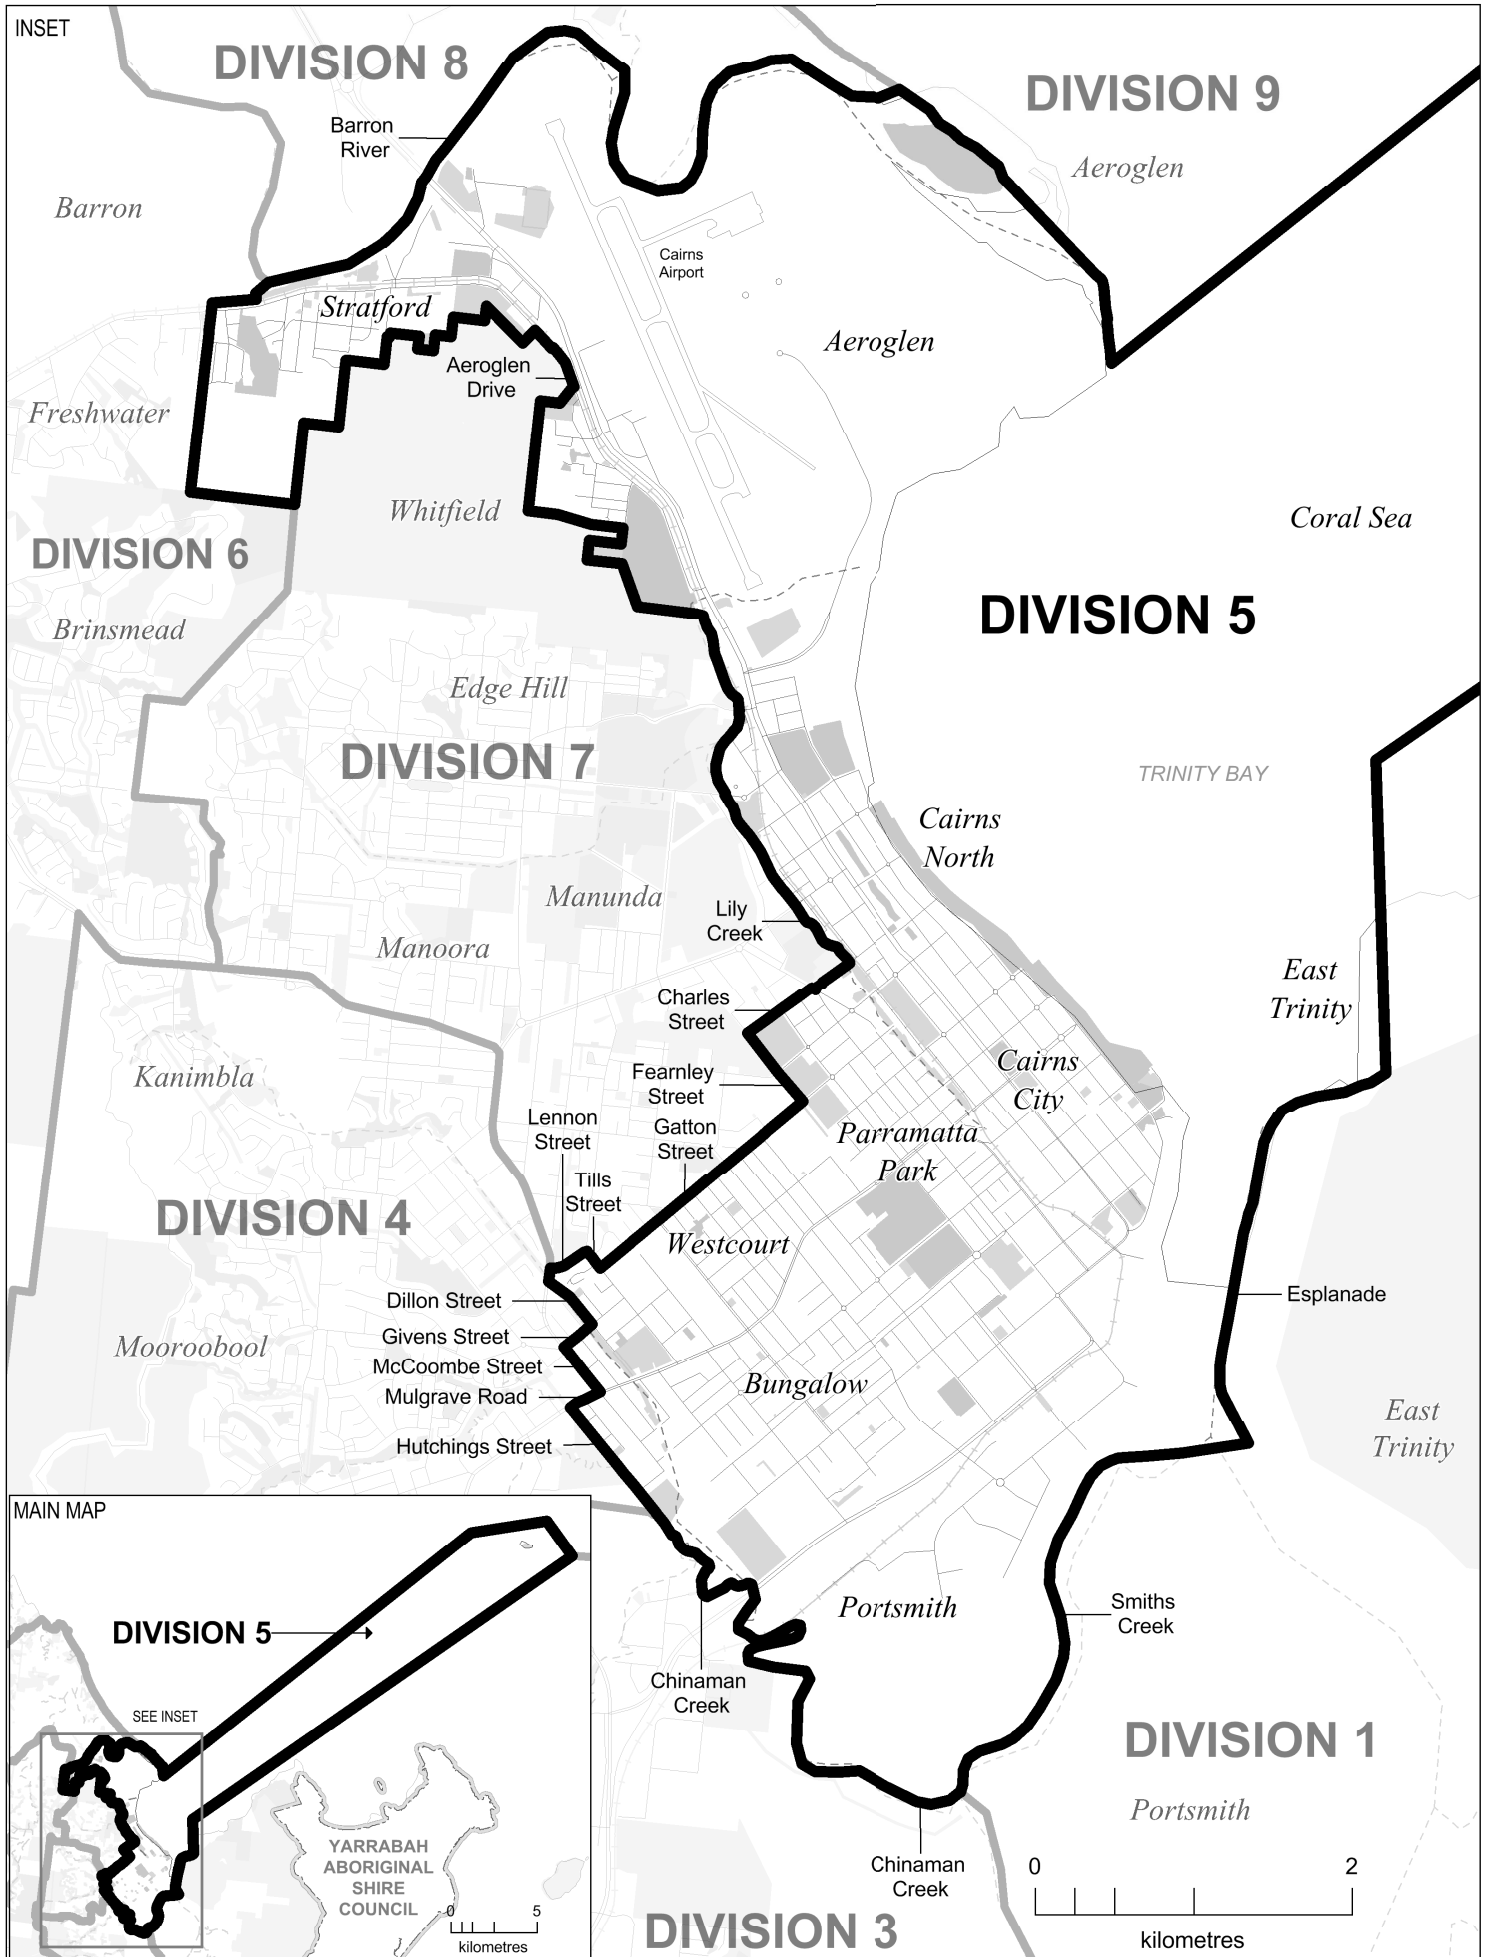 INSET
DIVISION 8
DIVISION 9
Barron
River
Aeroglen
Barron
Cairns
Airport
Stratford
Aeroglen
Aeroglen
Drive
Freshwater
Whitfield
Coral Sea
DIVISION 6
DIVISION 5
Brinsmead
Edge Hill
DIVISION 7
TRINITY BAY
Cairns
North
Manunda
Lily
Creek
Manoora
East
Trinity
Charles
Street
Kanimbla
Fearnley
Street
Cairns
City
Lennon
Street
Gatton
Street
Parramatta
Park
Tills
Street
DIVISION 4
Westcourt
Dillon Street
Esplanade
Givens Street
Mooroobool
McCoombe Street
Mulgrave Road
Bungalow
Hutchings Street
East
Trinity
MAIN MAP
DIVISION 5
Portsmith
Smiths
Creek
Chinaman
Creek
SEE INSET
DIVISION 1
Portsmith
YARRABAH
ABORIGINAL
SHIRE
COUNCIL
Chinaman
Creek
0 2
kilometres
0 5
kilometres
DIVISION 3